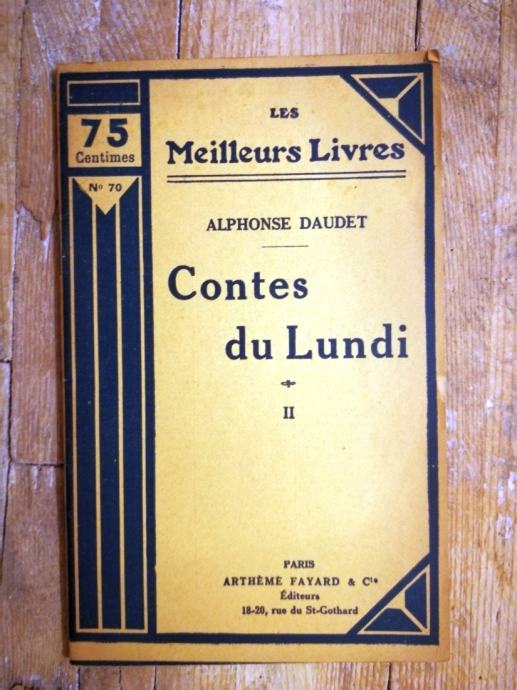 75
Centimes
Nº 70
LES
Meilleurs Livres
ALPHONSE DAUDET
Contes
du Lundi
II
PARIS
ARTHÈME FAYARD & Cie
Éditeurs
18-20, rue du St-Gothard